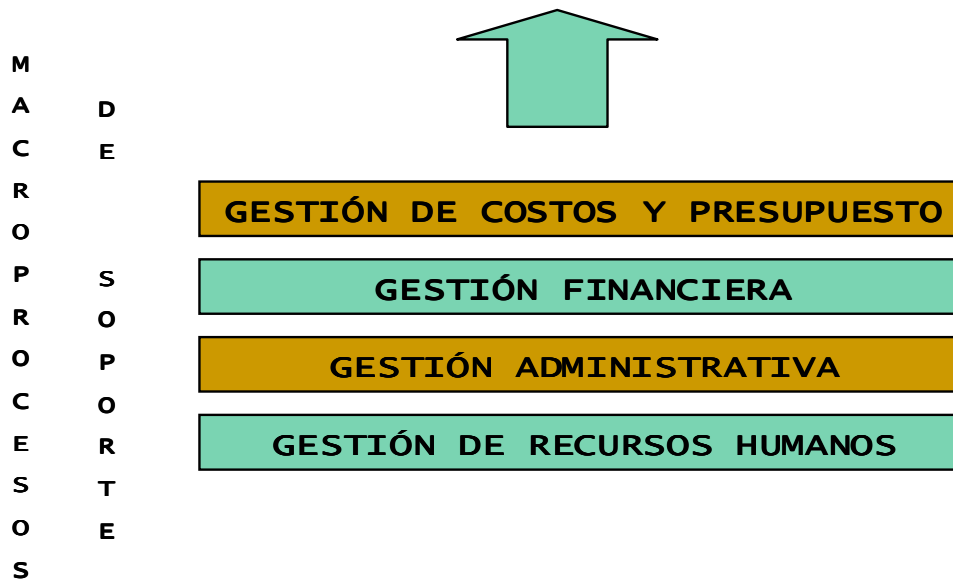 MACROPROCESOS
DE SOPORTE
GESTIÓN DE COSTOS Y PRESUPUESTO
GESTIÓN FINANCIERA
GESTIÓN ADMINISTRATIVA
GESTIÓN DE RECURSOS HUMANOS